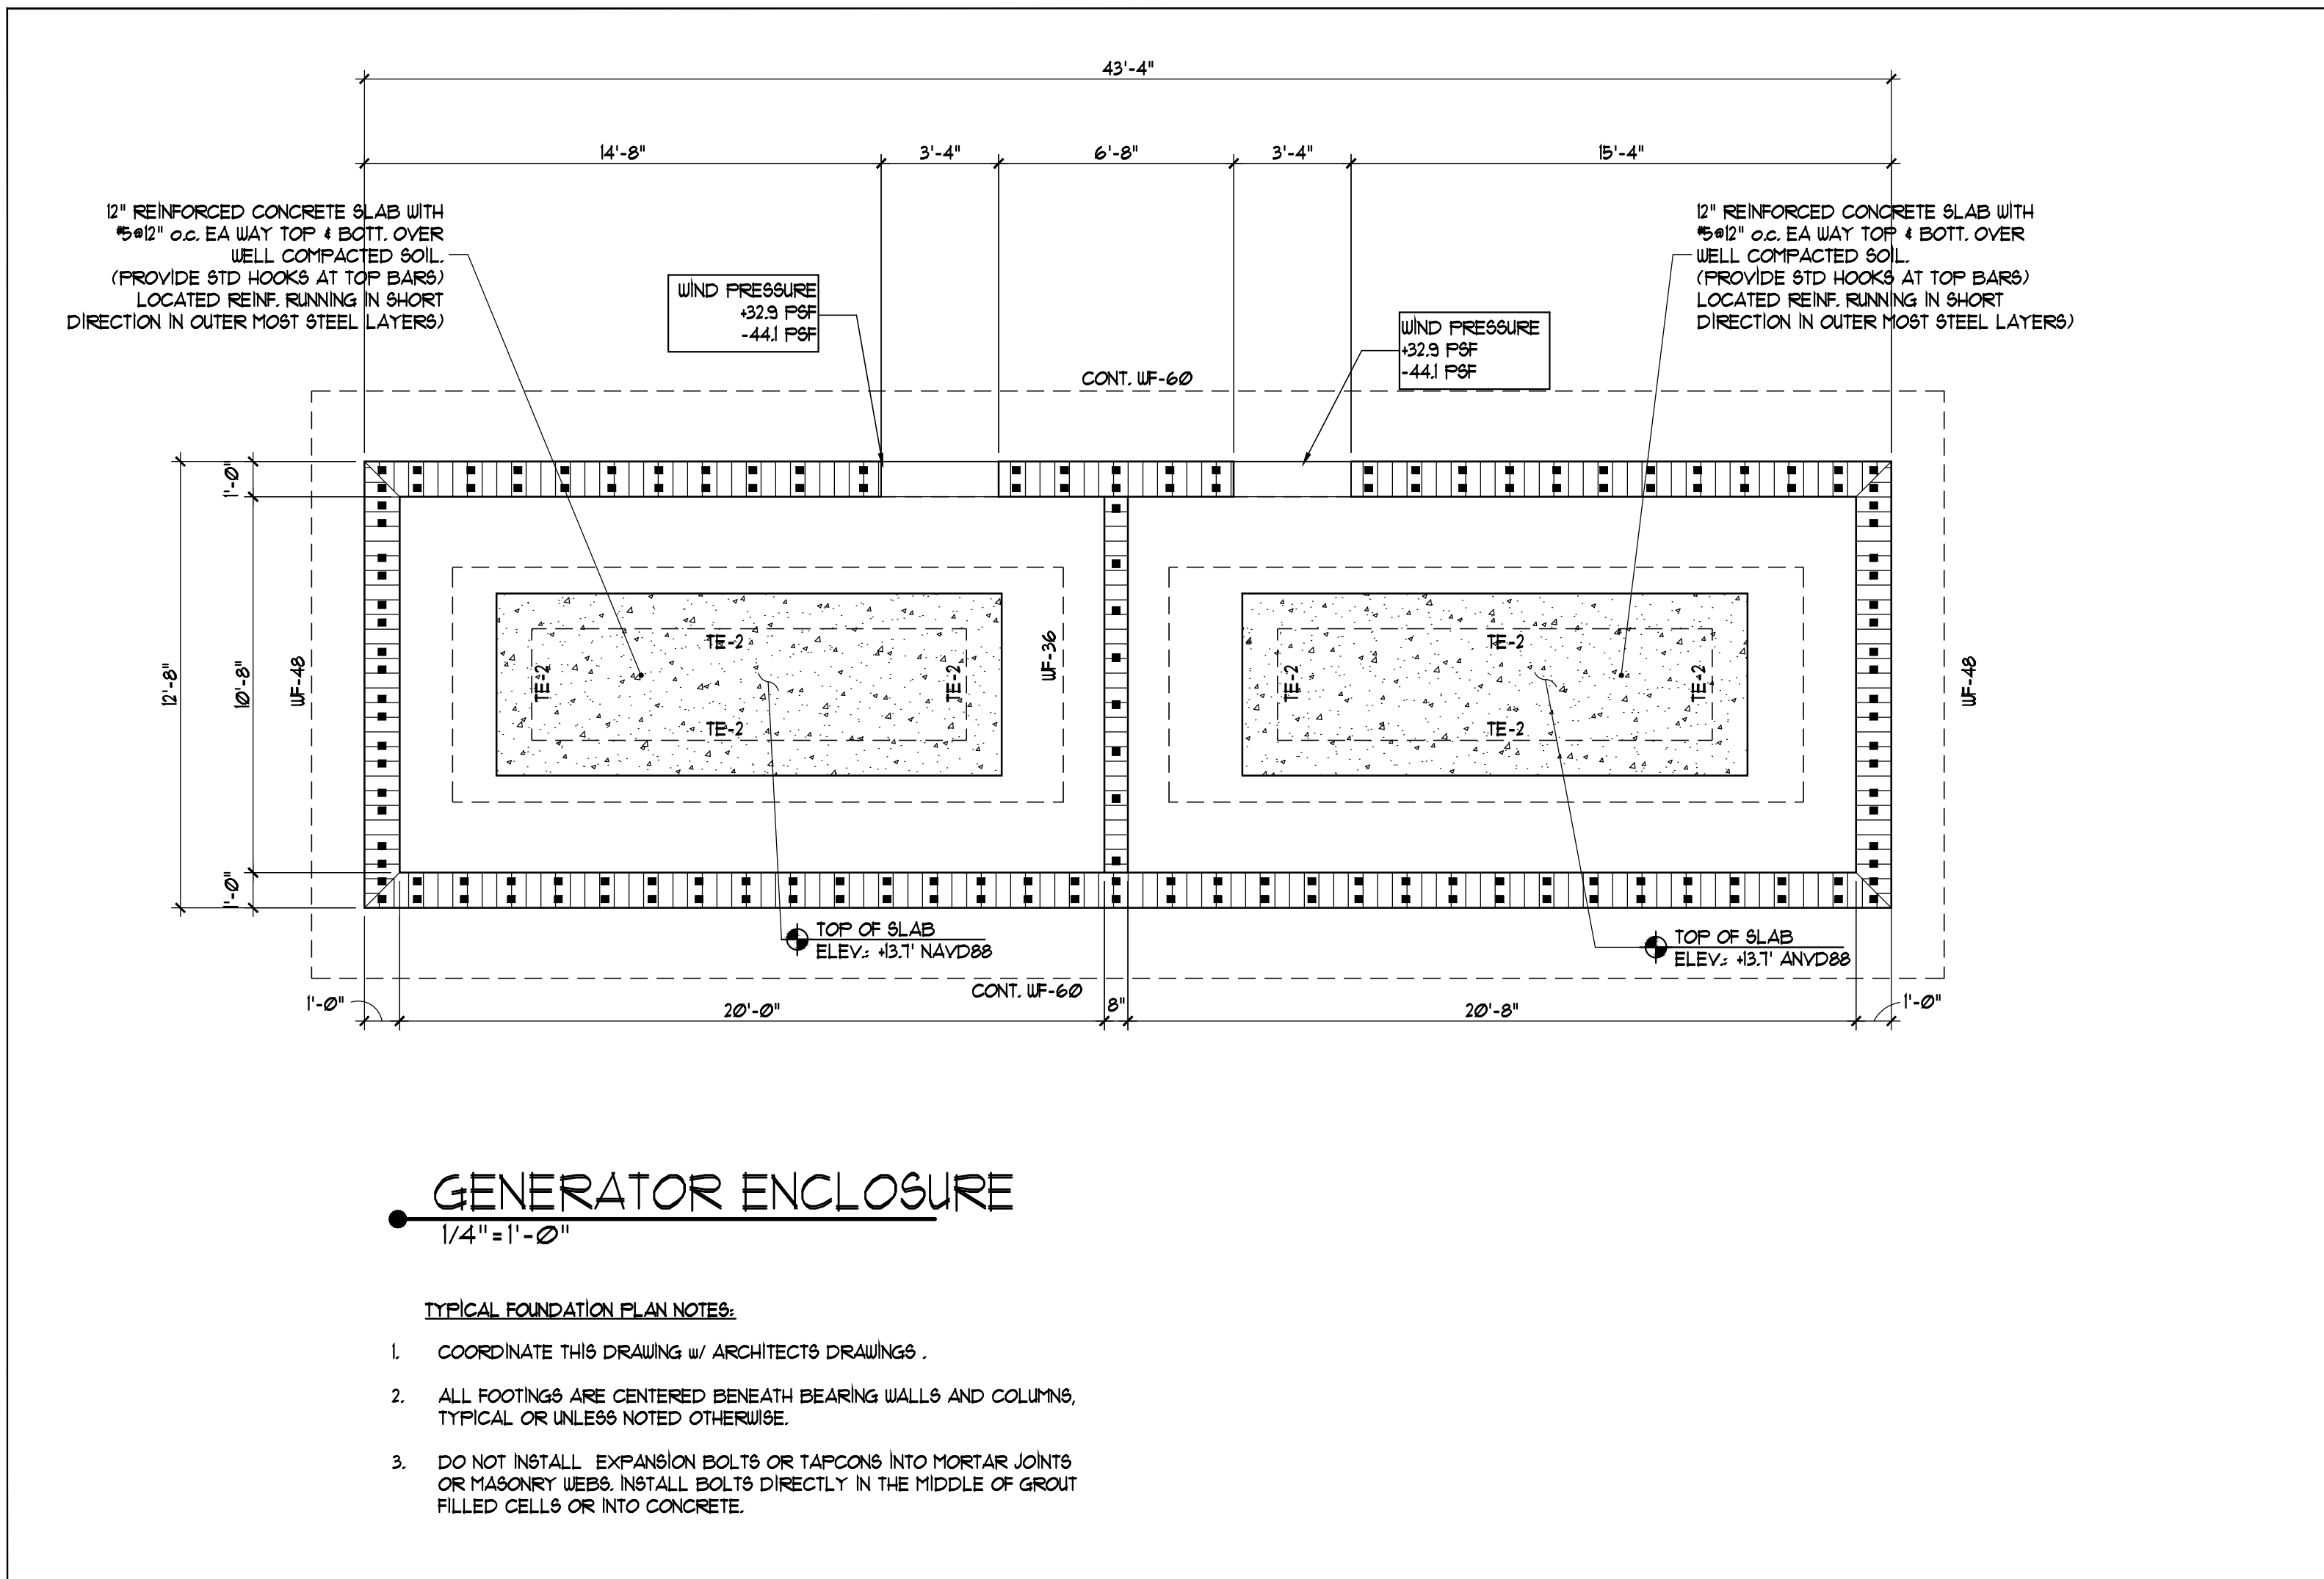 43'-4"
14'-8"
3'-4"
6'-8"
3'-4"
15'-4"
12" REINFORCED CONCRETE SLAB WITH
#5@12" o.c. EA WAY TOP & BOTT. OVER
WELL COMPACTED SOIL.
(PROVIDE STD HOOKS AT TOP BARS)
LOCATED REINF. RUNNING IN SHORT
DIRECTION IN OUTER MOST STEEL LAYERS)
12" REINFORCED CONCRETE SLAB WITH
#5@12" o.c. EA WAY TOP & BOTT. OVER
WELL COMPACTED SOIL.
(PROVIDE STD HOOKS AT TOP BARS)
LOCATED REINF. RUNNING IN SHORT
DIRECTION IN OUTER MOST STEEL LAYERS)
WIND PRESSURE
+32.9 PSF
-44.1 PSF
WIND PRESSURE
+32.9 PSF
-44.1 PSF
CONT. WF-60
1'-0"
12'-8"
10'-8"
1'-0"
WF-48
TE-2
TE-2
TE-2
TE-2
WF-36
TE-2
TE-2
TE-2
TE-2
WF-48
TOP OF SLAB
ELEV.: +13.7' NAVD88
TOP OF SLAB
ELEV.: +13.7' ANVD88
CONT. WF-60
1'-0"
20'-0"
8"
20'-8"
1'-0"
GENERATOR ENCLOSURE
1/4"=1'-0"
TYPICAL FOUNDATION PLAN NOTES:
1. COORDINATE THIS DRAWING w/ ARCHITECTS DRAWINGS .
2. ALL FOOTINGS ARE CENTERED BENEATH BEARING WALLS AND COLUMNS,
TYPICAL OR UNLESS NOTED OTHERWISE.
3. DO NOT INSTALL EXPANSION BOLTS OR TAPCONS INTO MORTAR JOINTS
OR MASONRY WEBS. INSTALL BOLTS DIRECTLY IN THE MIDDLE OF GROUT
FILLED CELLS OR INTO CONCRETE.